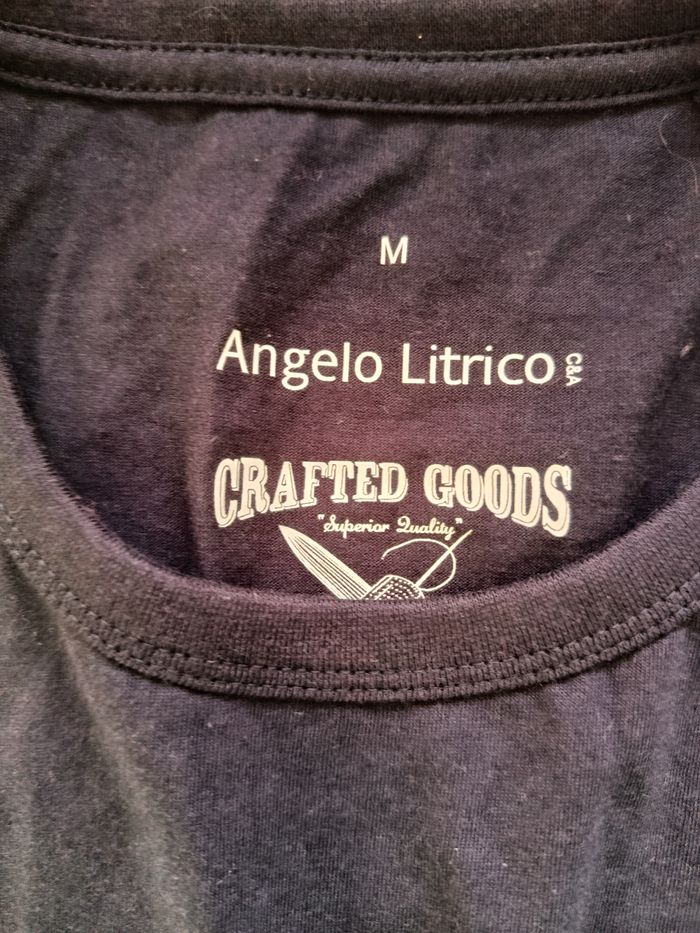 M
Angelo Litrico C&A
CRAFTED GOODS
"Superior Quality"